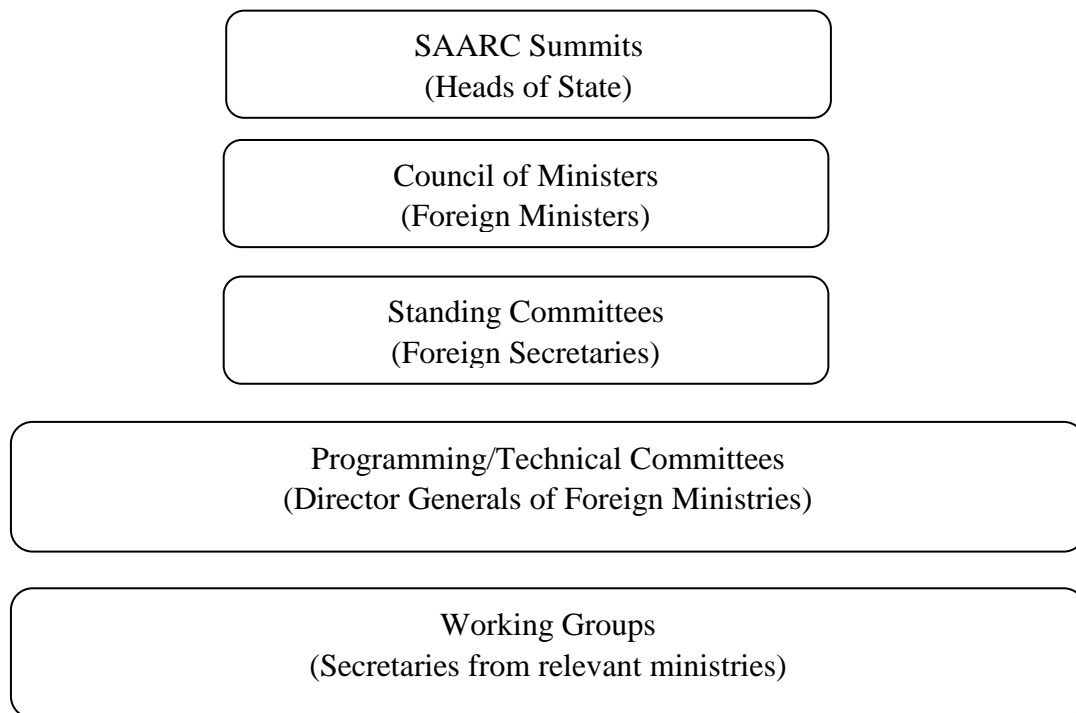 SAARC Summits
(Heads of State)
Council of Ministers
(Foreign Ministers)
Standing Committees
(Foreign Secretaries)
Programming/Technical Committees
(Director Generals of Foreign Ministries)
Working Groups
(Secretaries from relevant ministries)